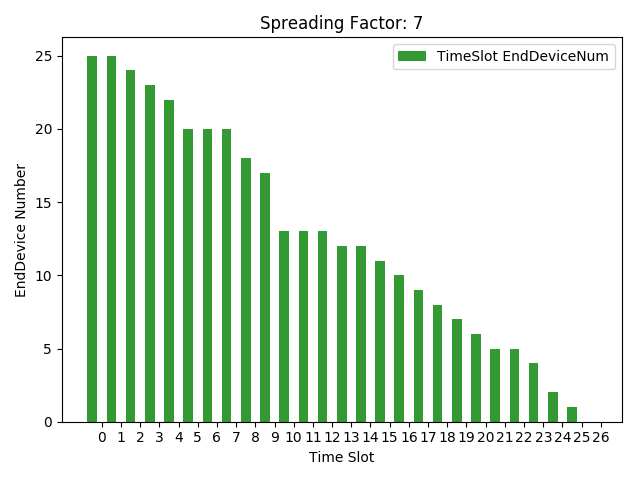 Spreading Factor: 7
TimeSlot EndDeviceNum
EndDevice Number
25
20
15
10
5
0
0 1 2 3 4 5 6 7 8 9 10 11 12 13 14 15 16 17 18 19 20 21 22 23 24 25 26
Time Slot